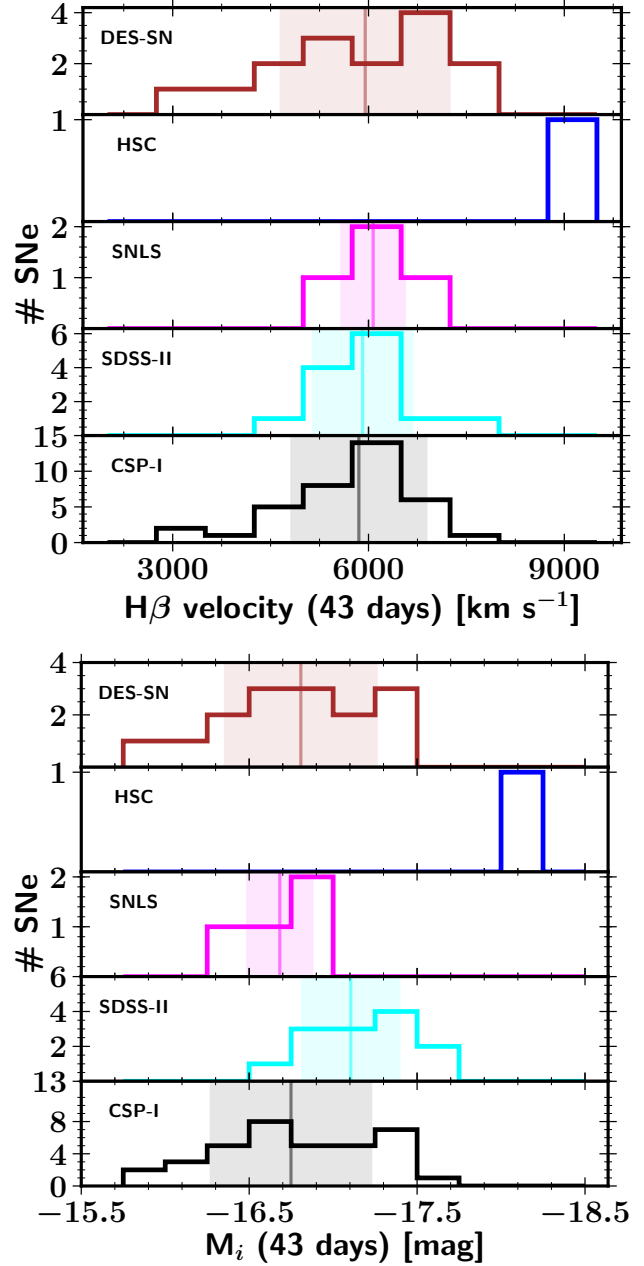 4
DES-SN
2
1
1
HSC
# SNe
2
SNLS
1
6
SDSS-II
4
2
15
CSP-I
10
5
0
3000 6000 9000
Hβ velocity (43 days) [km s⁻¹]
4
DES-SN
2
1
HSC
# SNe
2
SNLS
1
6
SDSS-II
4
2
13
CSP-I
8
4
0
−15.5 −16.5 −17.5 −18.5
Mᵢ (43 days) [mag]